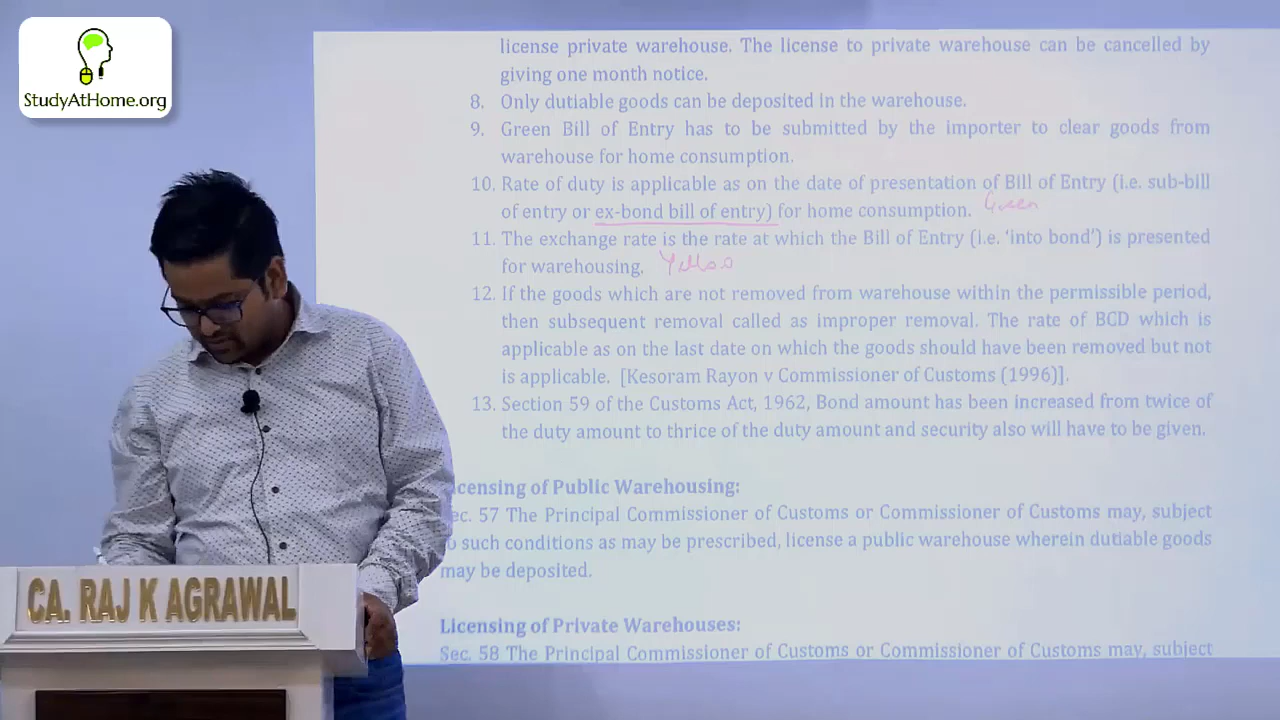 StudyAtHome.org
license private warehouse. The license to private warehouse can be cancelled by
giving one month notice.
8. Only dutiable goods can be deposited in the warehouse.
9. Green Bill of Entry has to be submitted by the importer to clear goods from
warehouse for home consumption.
10. Rate of duty is applicable as on the date of presentation of Bill of Entry (i.e. sub-bill
of entry or ex-bond bill of entry) for home consumption. Green
11. The exchange rate is the rate at which the Bill of Entry (i.e. ‘into bond’) is presented
for warehousing. Yellow
12. If the goods which are not removed from warehouse within the permissible period,
then subsequent removal called as improper removal. The rate of BCD which is
applicable as on the last date on which the goods should have been removed but not
is applicable. [Kesoram Rayon v Commissioner of Customs (1996)].
13. Section 59 of the Customs Act, 1962, Bond amount has been increased from twice of
the duty amount to thrice of the duty amount and security also will have to be given.
censing of Public Warehousing:
ec. 57 The Principal Commissioner of Customs or Commissioner of Customs may, subject
o such conditions as may be prescribed, license a public warehouse wherein dutiable goods
may be deposited.
Licensing of Private Warehouses:
Sec. 58 The Principal Commissioner of Customs or Commissioner of Customs may, subject
CA. RAJ K AGRAWAL